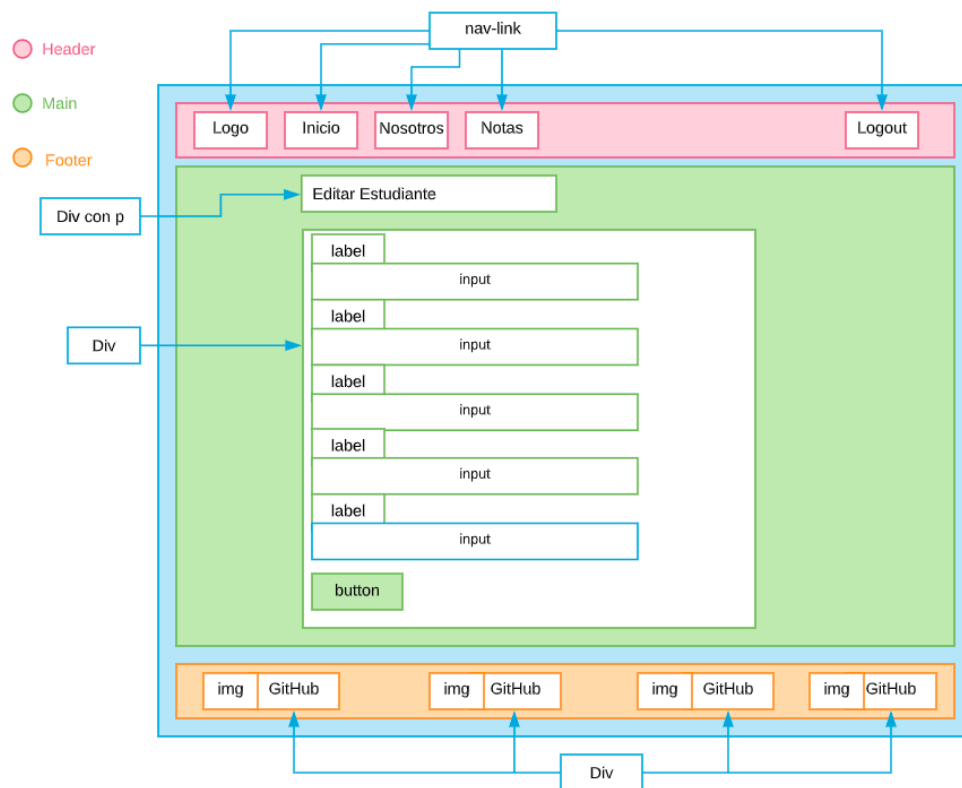 nav-link
Header
Main
Footer
Logo
Inicio
Nosotros
Notas
Logout
Div con p
Editar Estudiante
Div
label
input
label
input
label
input
label
input
label
input
button
img GitHub
img GitHub
img GitHub
img GitHub
Div